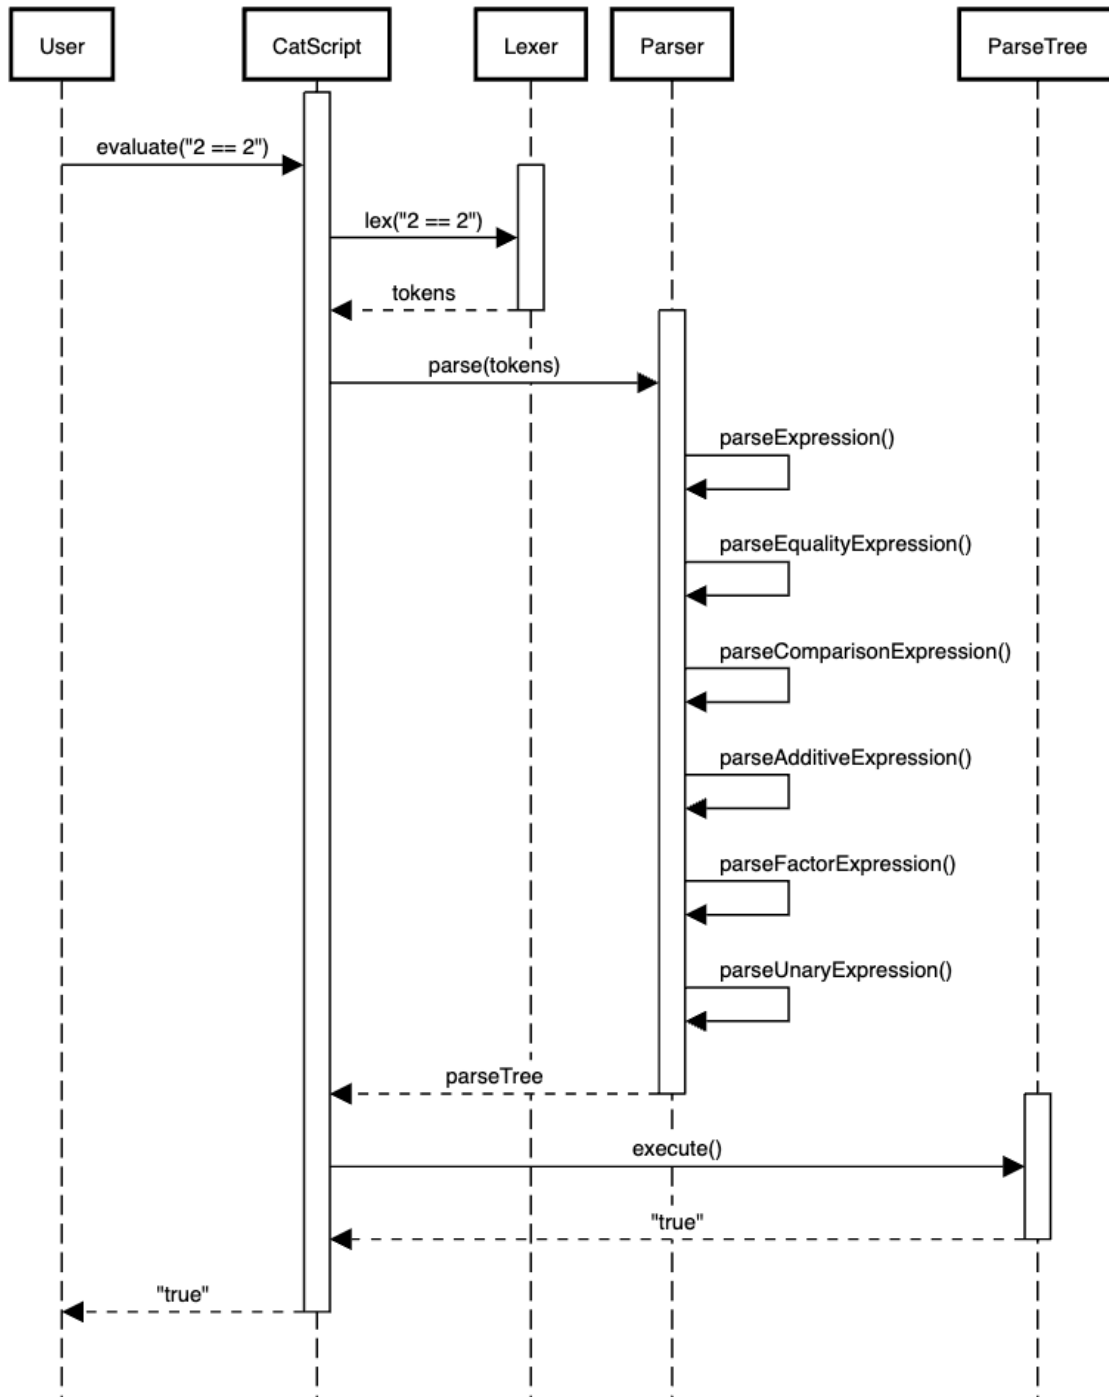 User
CatScript
Lexer
Parser
ParseTree
evaluate("2 == 2")
lex("2 == 2")
tokens
parse(tokens)
parseExpression()
parseEqualityExpression()
parseComparisonExpression()
parseAdditiveExpression()
parseFactorExpression()
parseUnaryExpression()
parseTree
execute()
"true"
"true"